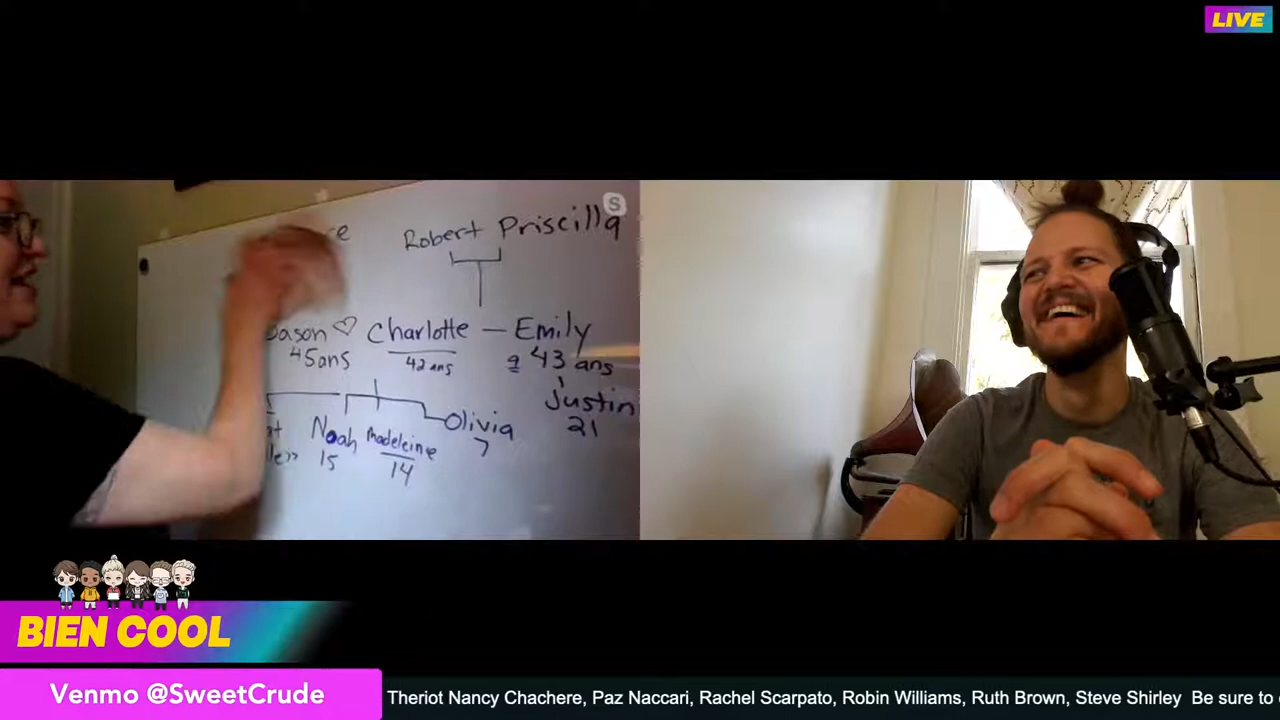 LIVE
S
Robert Priscilla
Jason ♡ Charlotte — Emily
45ans 42 ans 43 ans
Justin
21
Noah Madeleine Olivia
15 14 7
BIEN COOL
Venmo @SweetCrude
Theriot Nancy Chachere, Paz Naccari, Rachel Scarpato, Robin Williams, Ruth Brown, Steve Shirley Be sure to